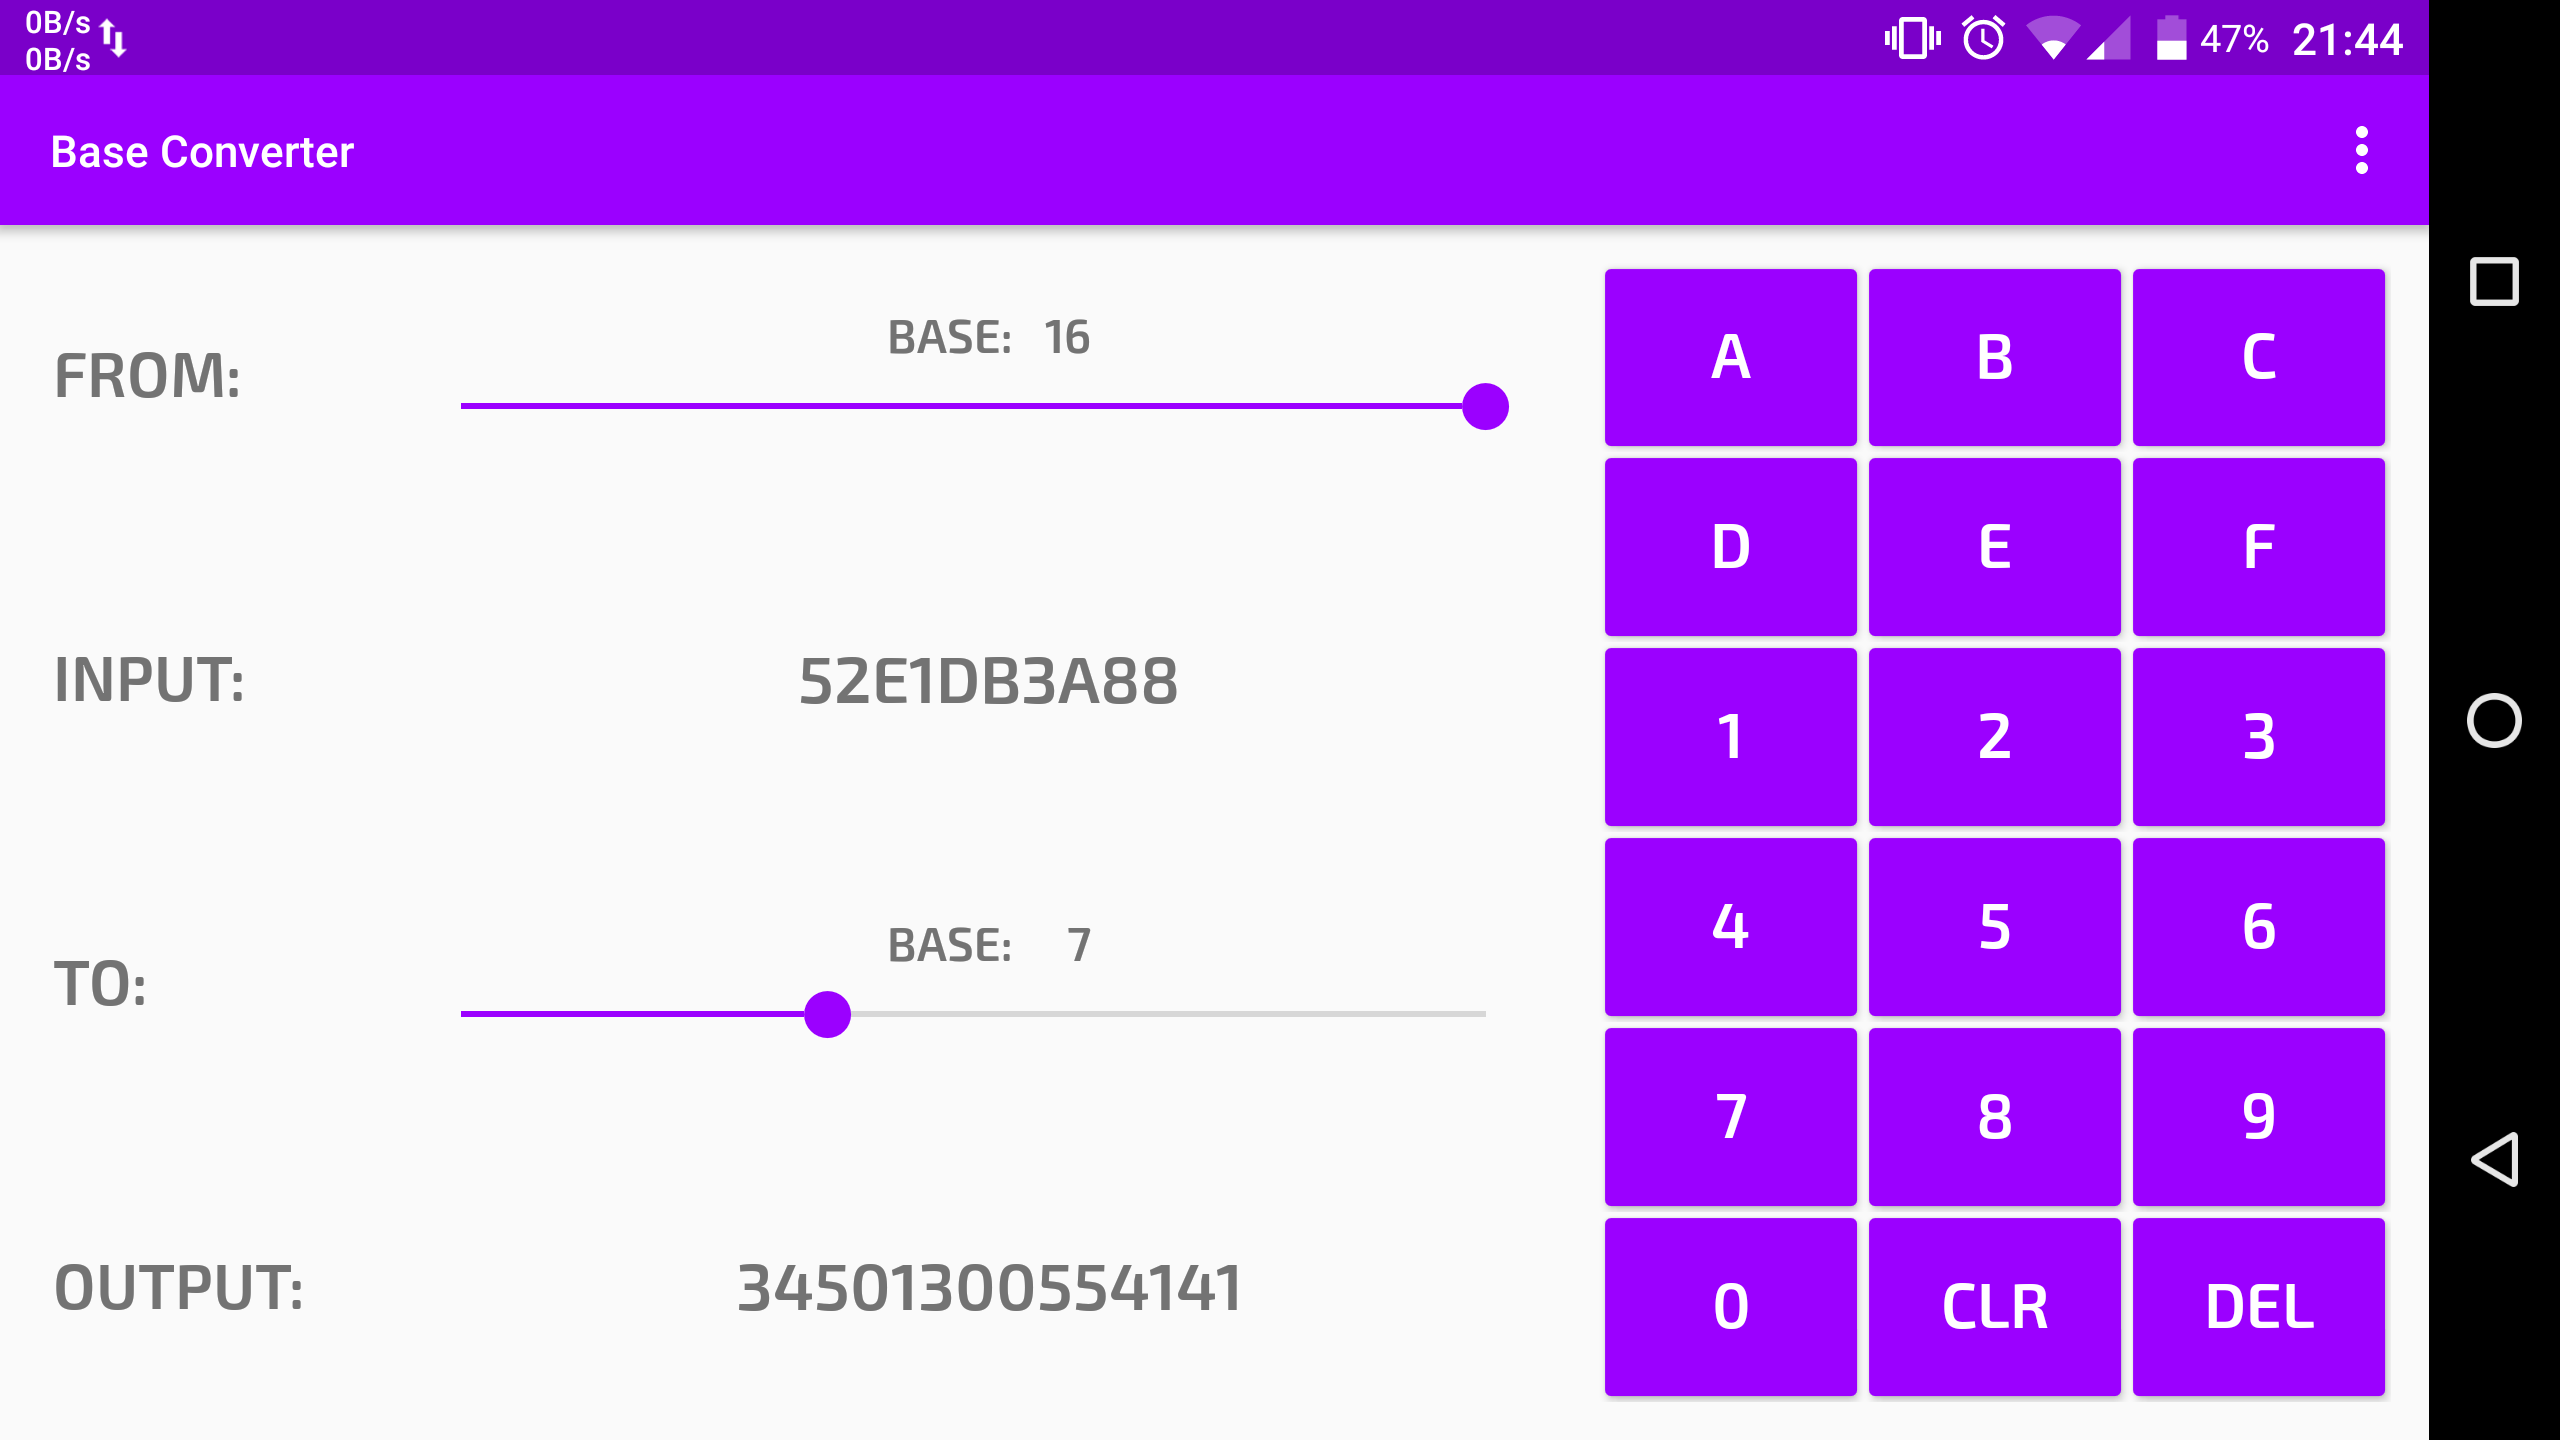 0B/s
0B/s
47% 21:44
Base Converter
FROM:
BASE: 16
INPUT:
52E1DB3A88
TO:
BASE: 7
OUTPUT:
34501300554141
A B C
D E F
1 2 3
4 5 6
7 8 9
0 CLR DEL